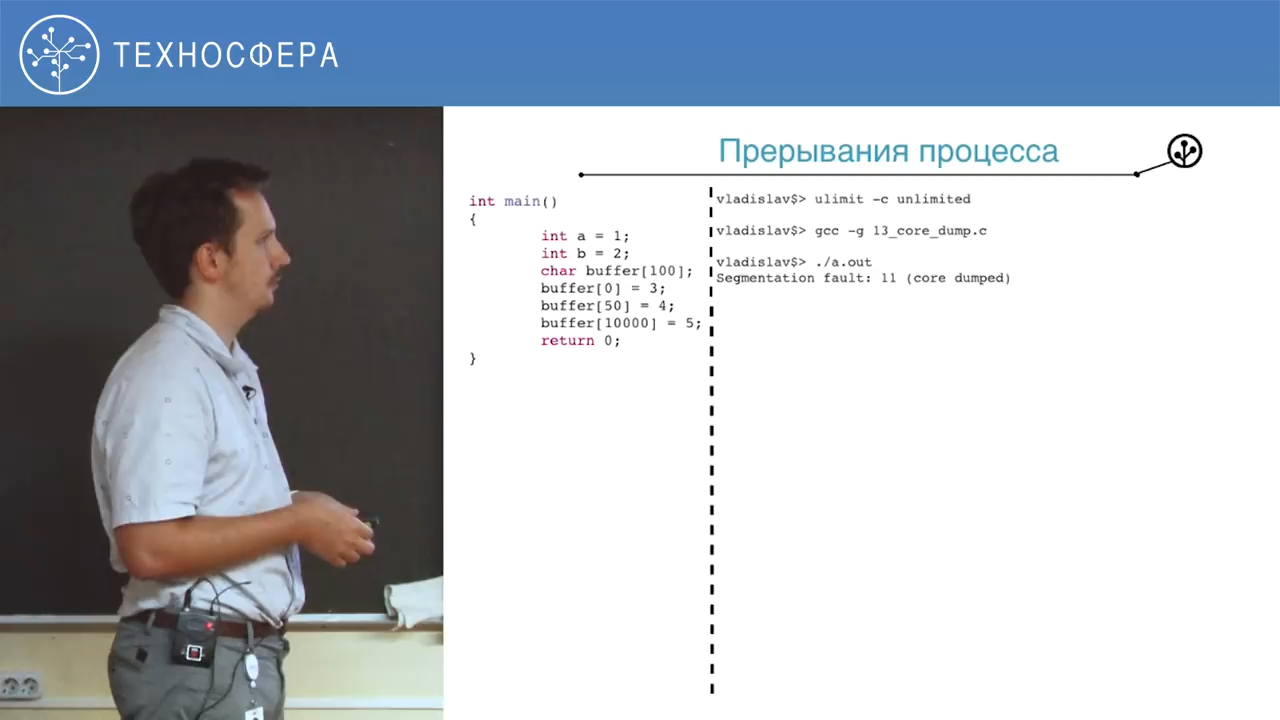 ТЕХНОСФЕРА
Прерывания процесса
int main()
{
int a = 1;
int b = 2;
char buffer[100];
buffer[0] = 3;
buffer[50] = 4;
buffer[10000] = 5;
return 0;
}
vladislav$> ulimit -c unlimited
vladislav$> gcc -g 13_core_dump.c
vladislav$> ./a.out
Segmentation fault: 11 (core dumped)